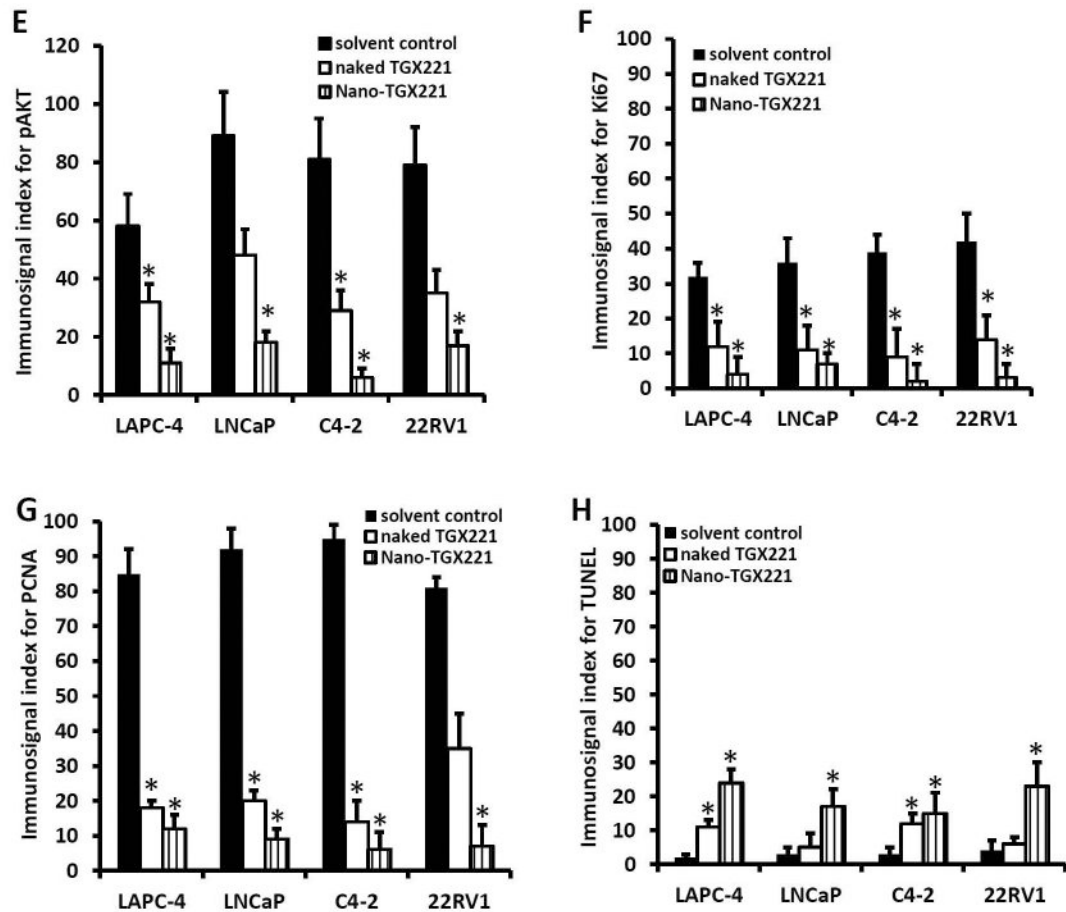 E
solvent control
naked TGX221
Nano-TGX221
Immunosignal index for pAKT
120
100
80
60
40
20
0
*
*
*
*
*
*
LAPC-4 LNCaP C4-2 22RV1
F
solvent control
naked TGX221
Nano-TGX221
Immunosignal index for Ki67
100
90
80
70
60
50
40
30
20
10
0
*
*
*
*
*
*
*
*
LAPC-4 LNCaP C4-2 22RV1
G
solvent control
naked TGX221
Nano-TGX221
Immunosignal index for PCNA
100
90
80
70
60
50
40
30
20
10
0
*
*
*
*
*
*
*
LAPC-4 LNCaP C4-2 22RV1
H
solvent control
naked TGX221
Nano-TGX221
Immunosignal index for TUNEL
100
90
80
70
60
50
40
30
20
10
0
*
*
*
*
*
*
LAPC-4 LNCaP C4-2 22RV1